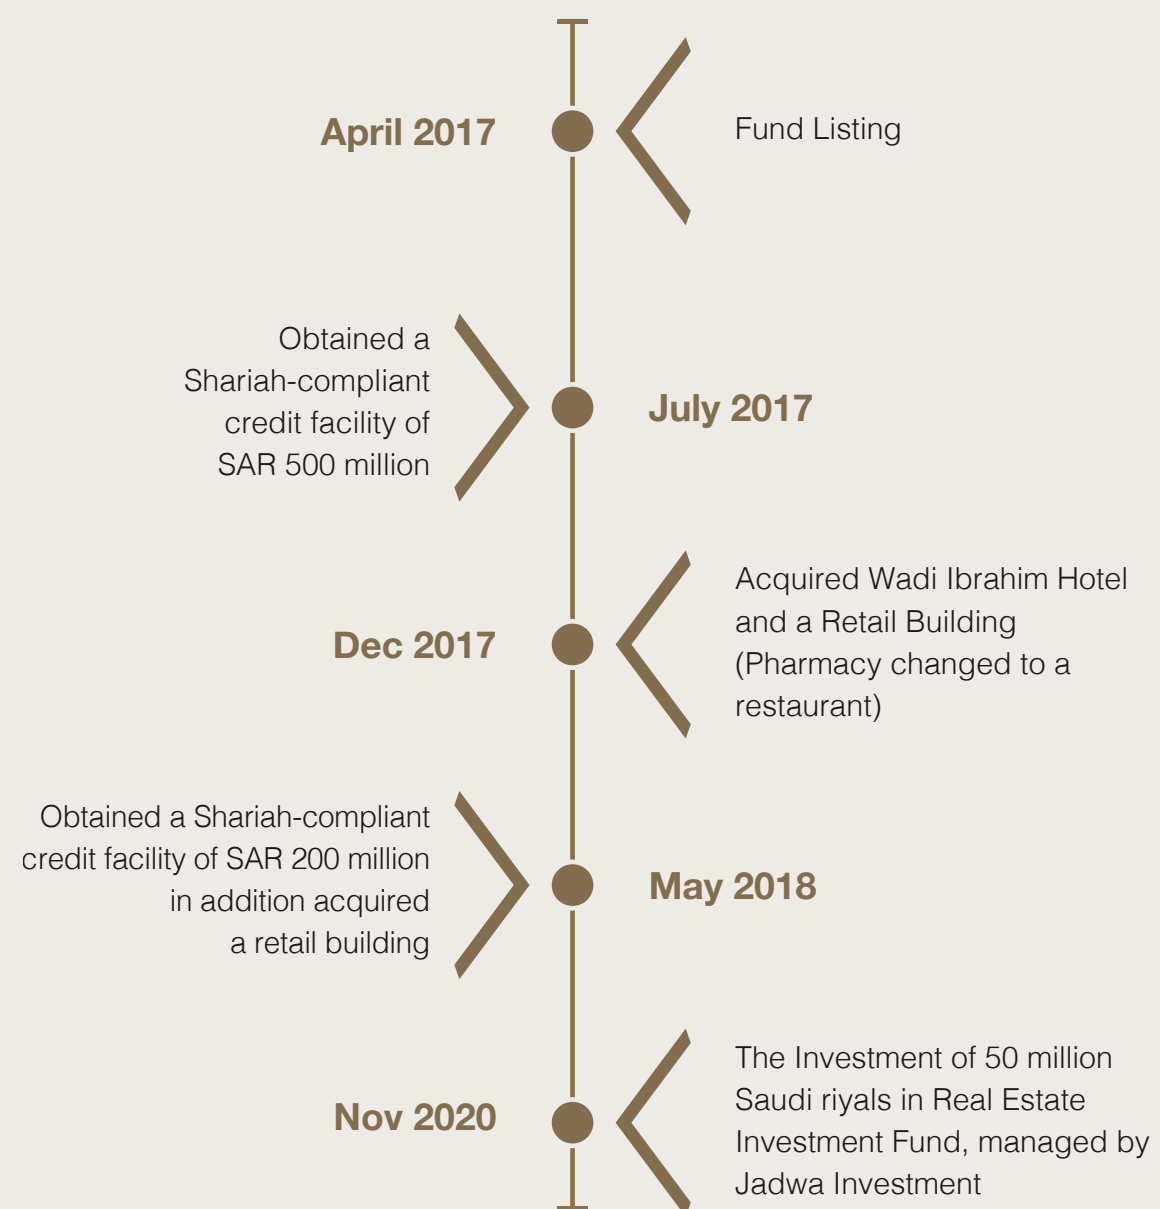 April 2017
Fund Listing
Obtained a
Shariah-compliant
credit facility of
SAR 500 million
July 2017
Dec 2017
Acquired Wadi Ibrahim Hotel
and a Retail Building
(Pharmacy changed to a
restaurant)
Obtained a Shariah-compliant
credit facility of SAR 200 million
in addition acquired
a retail building
May 2018
Nov 2020
The Investment of 50 million
Saudi riyals in Real Estate
Investment Fund, managed by
Jadwa Investment